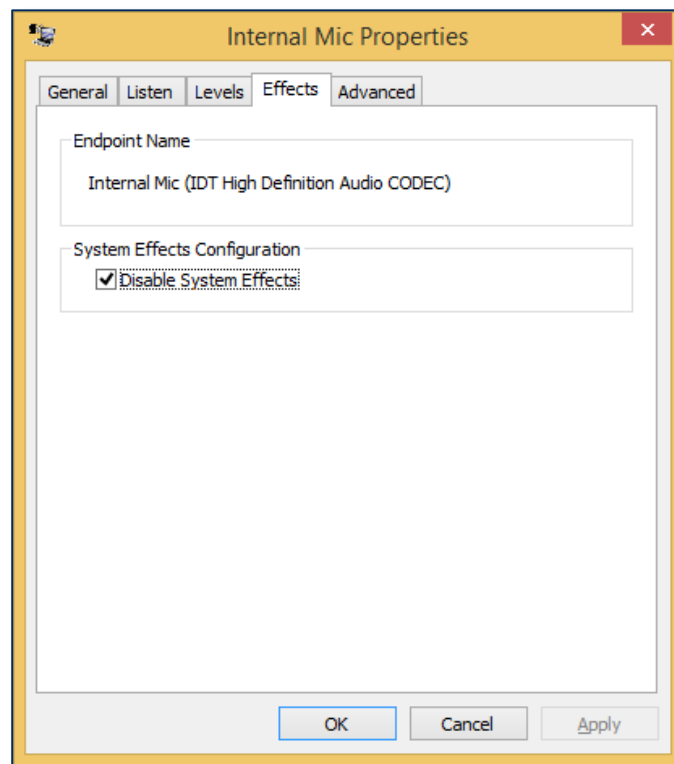 Internal Mic Properties
General Listen Levels Effects Advanced
Endpoint Name
Internal Mic (IDT High Definition Audio CODEC)
System Effects Configuration
Disable System Effects
OK Cancel Apply